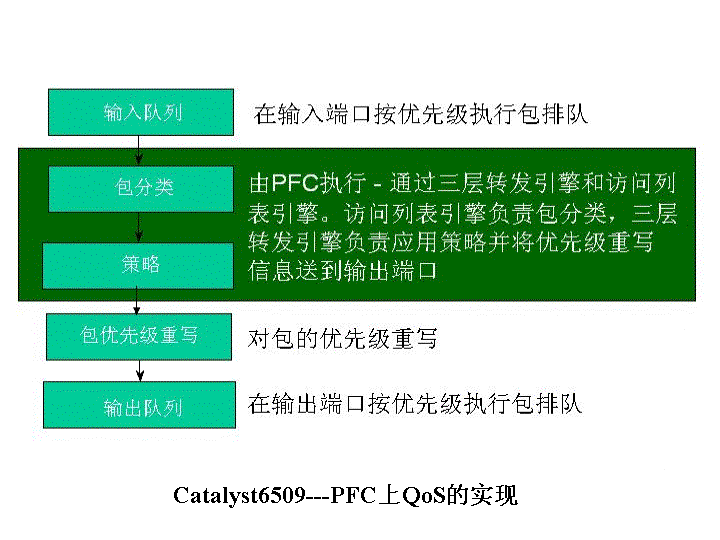 输入队列
在输入端口按优先级执行包排队
包分类
由PFC执行 - 通过三层转发引擎和访问列
表引擎。访问列表引擎负责包分类，三层
转发引擎负责应用策略并将优先级重写
信息送到输出端口
策略
包优先级重写
对包的优先级重写
输出队列
在输出端口按优先级执行包排队
Catalyst6509---PFC上QoS的实现